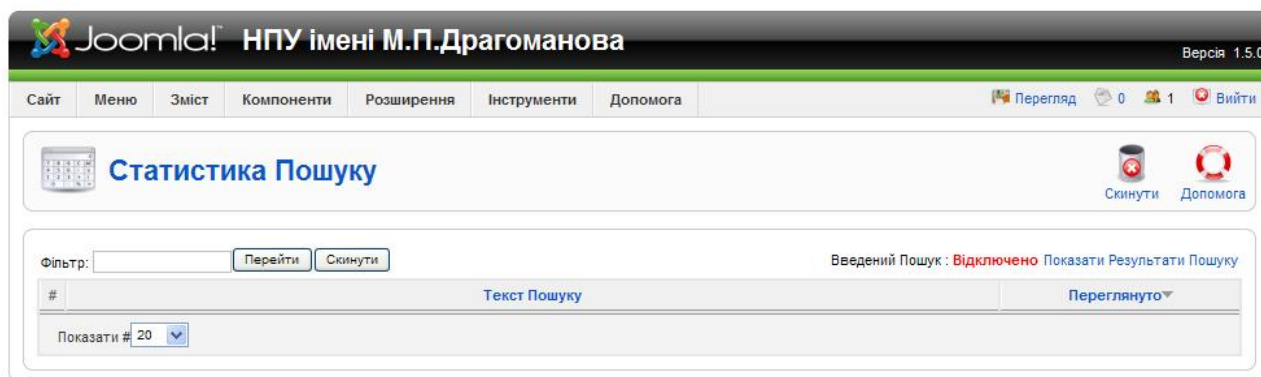 Joomla! НПУ імені М.П.Драгоманова
Версія 1.5.0
Сайт Меню Зміст Компоненти Розширення Інструменти Допомога Перегляд 0 1 Вийти
Статистика Пошуку
Скинути Допомога
Фільтр: Перейти Скинути Введений Пошук : Відключено Показати Результати Пошуку
# Текст Пошуку Переглянуто
Показати # 20